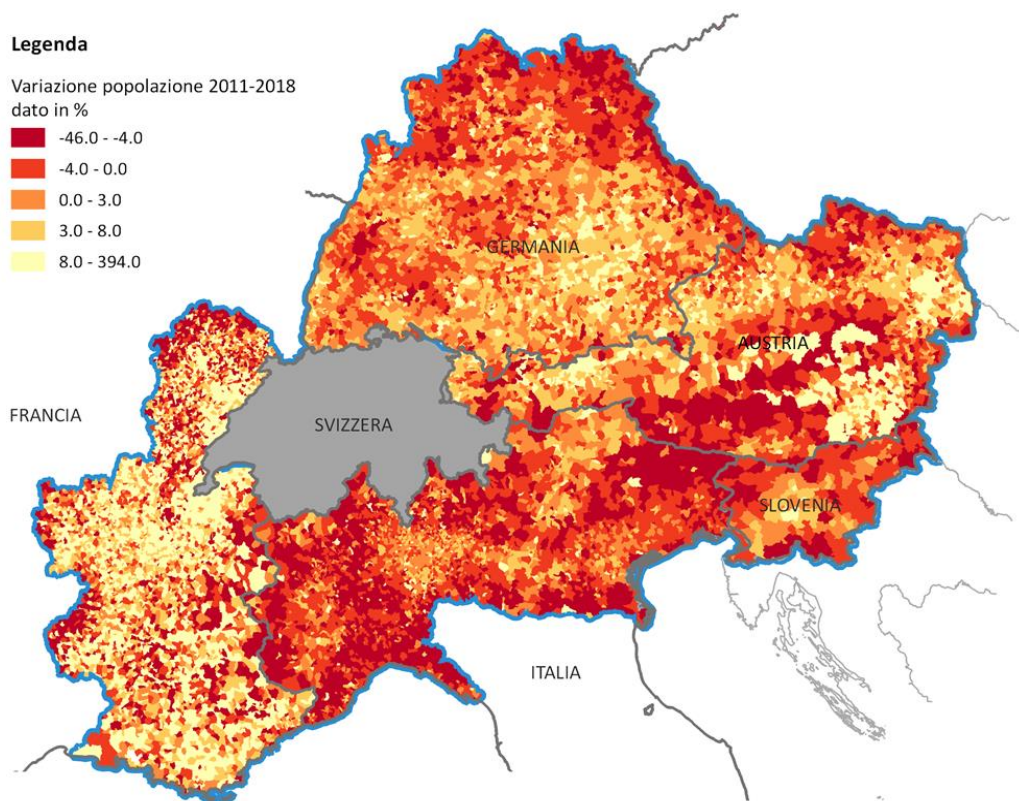 Legenda
Variazione popolazione 2011-2018
dato in %
-46.0 - -4.0
-4.0 - 0.0
0.0 - 3.0
3.0 - 8.0
8.0 - 394.0
GERMANIA
AUSTRIA
FRANCIA
SVIZZERA
SLOVENIA
ITALIA